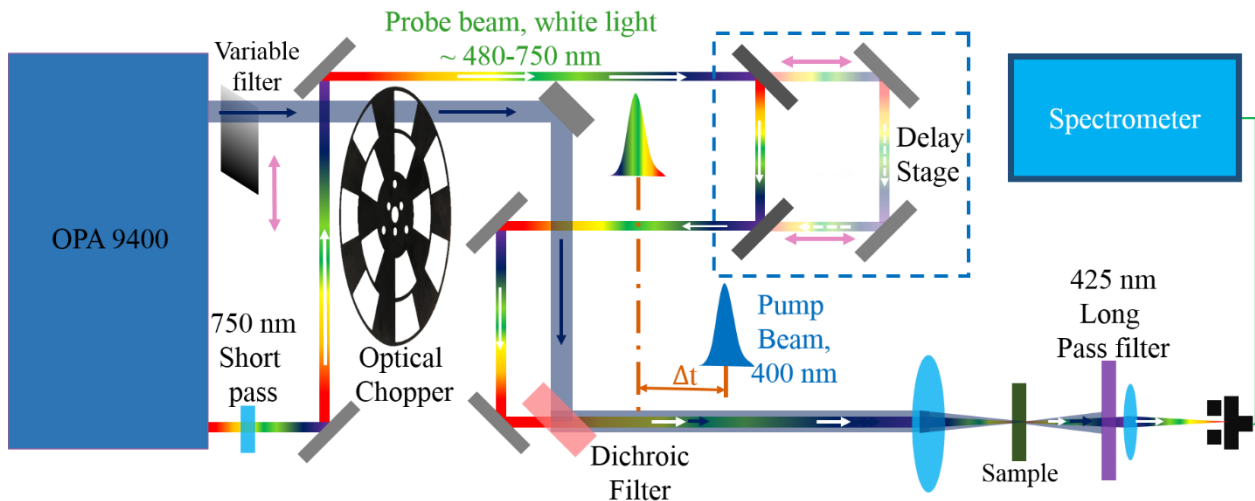 Probe beam, white light
~ 480-750 nm
Variable
filter
OPA 9400
750 nm
Short
pass
Optical
Chopper
Delay
Stage
Spectrometer
Pump
Beam,
400 nm
Δt
425 nm
Long
Pass filter
Dichroic
Filter
Sample